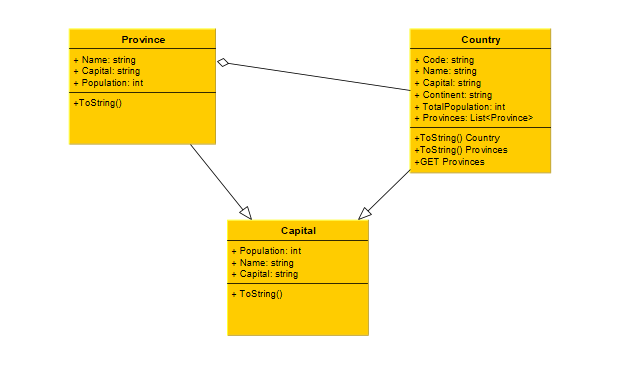 Province
+ Name: string
+ Capital: string
+ Population: int
+ToString()
Country
+ Code: string
+ Name: string
+ Capital: string
+ Continent: string
+ TotalPopulation: int
+ Provinces: List<Province>
+ToString() Country
+ToString() Provinces
+GET Provinces
Capital
+ Population: int
+ Name: string
+ Capital: string
+ ToString()